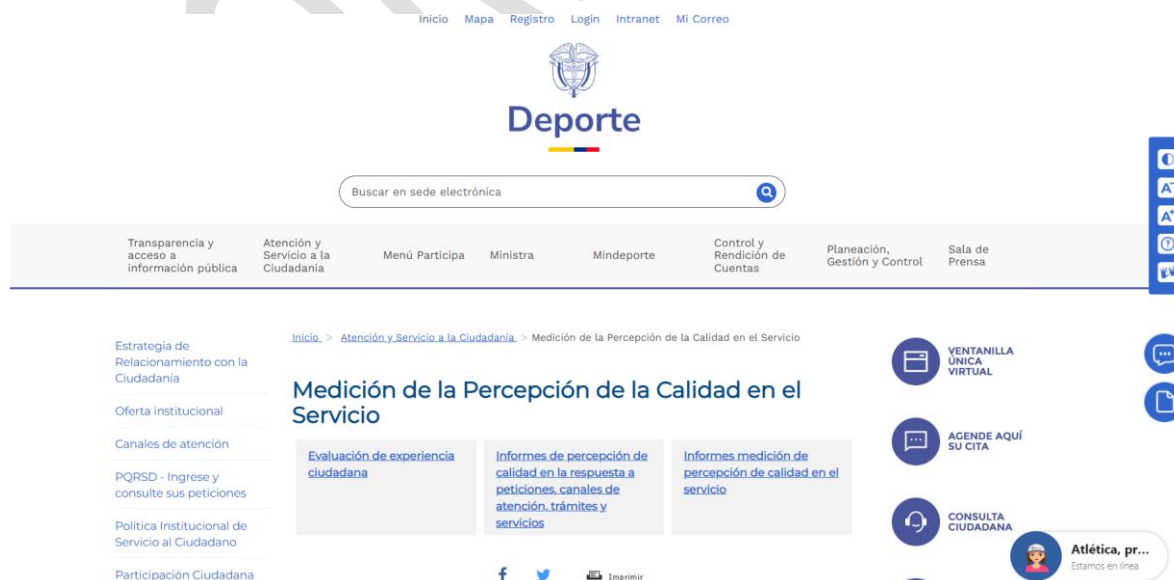 Inicio Mapa Registro Login Intranet Mi Correo
Deporte
Buscar en sede electrónica
Transparencia y
acceso a
información pública
Atención y
Servicio a la
Ciudadanía
Menú Participa
Ministra
Mindeporte
Control y
Rendición de
Cuentas
Planeación,
Gestión y Control
Sala de
Prensa
A-
A+
Estrategia de
Relacionamiento con la
Ciudadanía
Oferta institucional
Canales de atención
PQRSD - Ingrese y
consulte sus peticiones
Política Institucional de
Servicio al Ciudadano
Participación Ciudadana
Inicio > Atención y Servicio a la Ciudadanía > Medición de la Percepción de la Calidad en el Servicio
Medición de la Percepción de la Calidad en el
Servicio
Evaluación de experiencia
ciudadana
Informes de percepción de
calidad en la respuesta a
peticiones, canales de
atención, trámites y
servicios
Informes medición de
percepción de calidad en el
servicio
Imprimir
VENTANILLA
ÚNICA
VIRTUAL
AGENDE AQUÍ
SU CITA
CONSULTA
CIUDADANA
Atlética, pr...
Estamos en línea